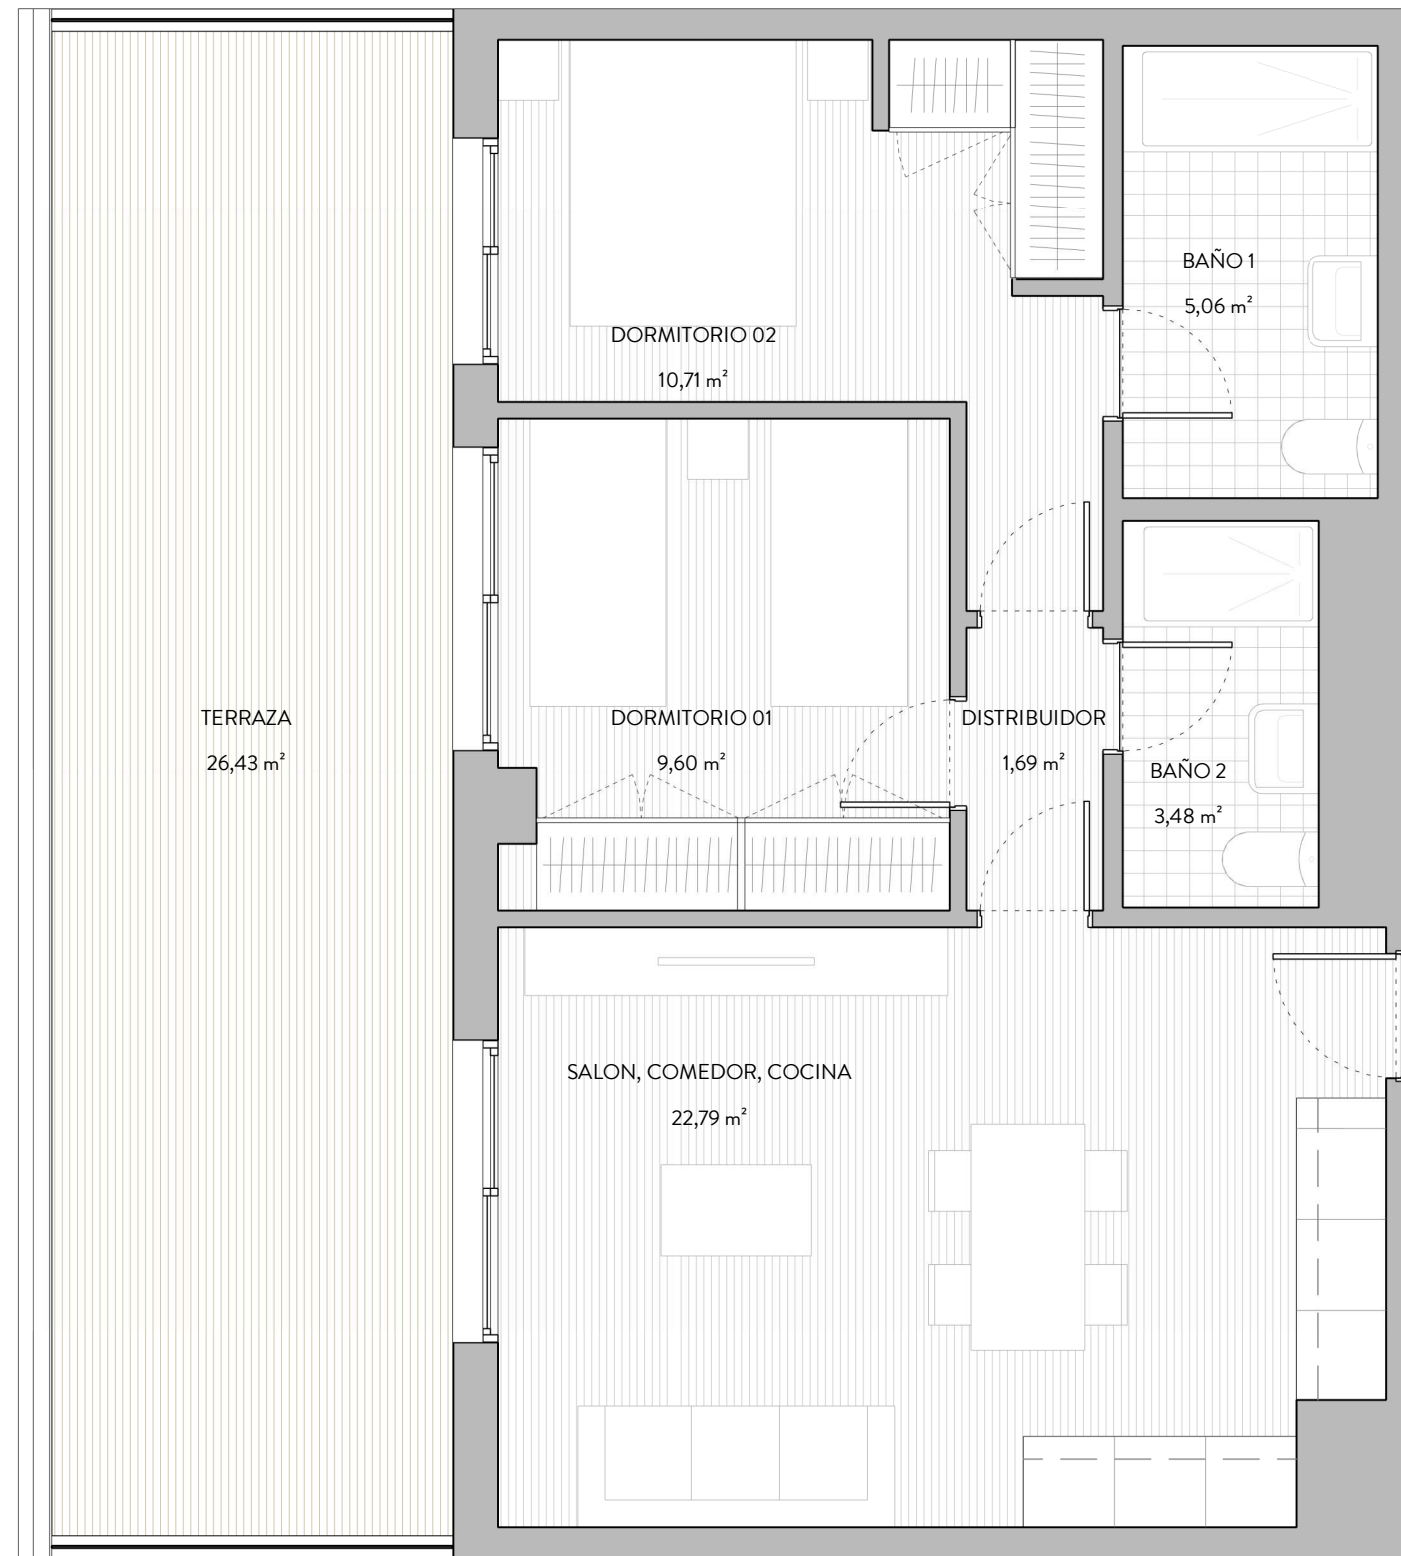 BAÑO 1
5,06 m²
DORMITORIO 02
10,71 m²
TERRAZA
26,43 m²
DORMITORIO 01
9,60 m²
DISTRIBUIDOR
1,69 m²
BAÑO 2
3,48 m²
SALON, COMEDOR, COCINA
22,79 m²